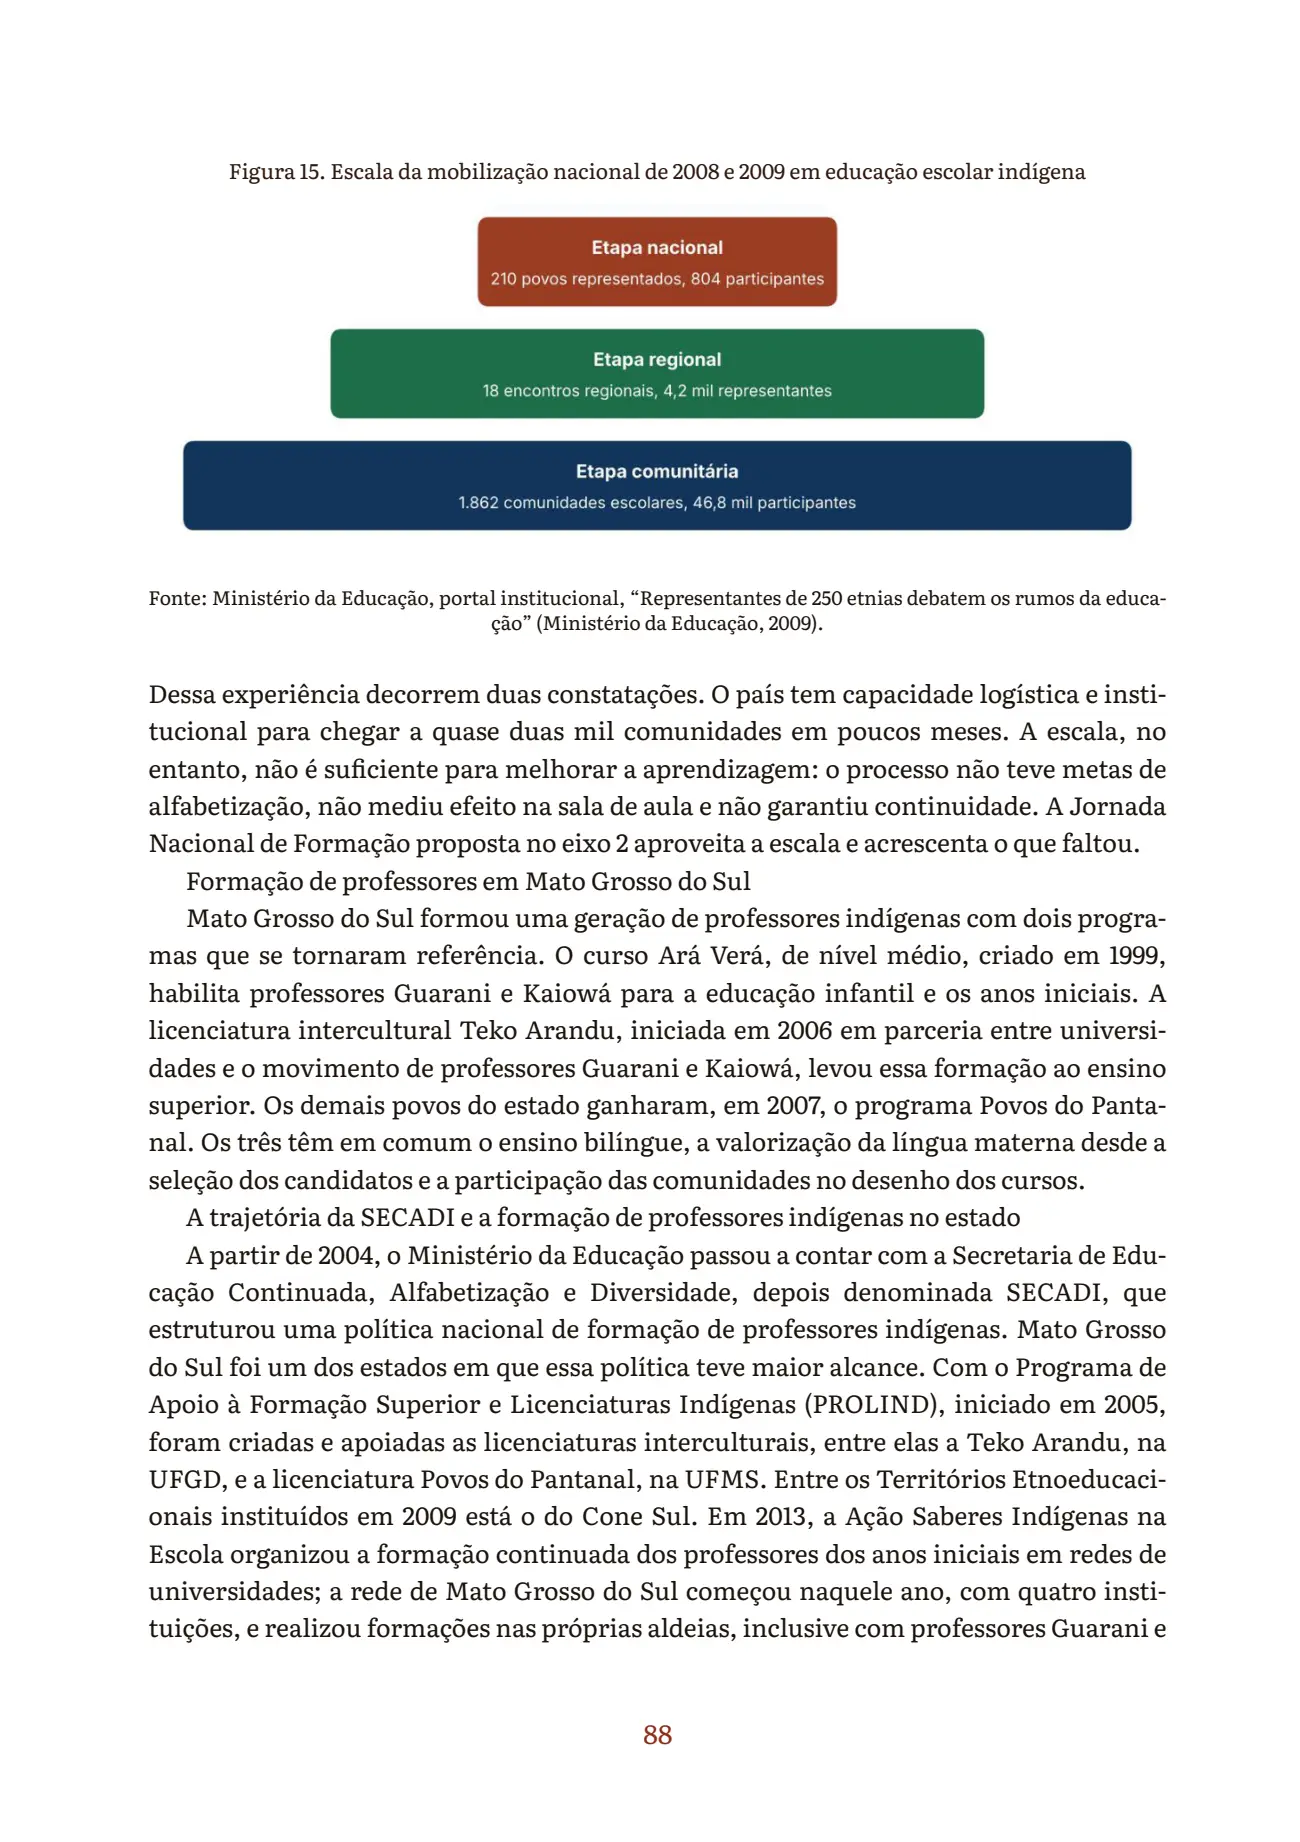 Figura 15. Escala da mobilização nacional de 2008 e 2009 em educação escolar indígena
Etapa nacional
210 povos representados, 804 participantes
Etapa regional
18 encontros regionais, 4,2 mil representantes
Etapa comunitária
1.862 comunidades escolares, 46,8 mil participantes
Fonte: Ministério da Educação, portal institucional, “Representantes de 250 etnias debatem os rumos da educa-
ção” (Ministério da Educação, 2009).
Dessa experiência decorrem duas constatações. O país tem capacidade logística e insti-
tucional para chegar a quase duas mil comunidades em poucos meses. A escala, no
entanto, não é suficiente para melhorar a aprendizagem: o processo não teve metas de
alfabetização, não mediu efeito na sala de aula e não garantiu continuidade. A Jornada
Nacional de Formação proposta no eixo 2 aproveita a escala e acrescenta o que faltou.
Formação de professores em Mato Grosso do Sul
Mato Grosso do Sul formou uma geração de professores indígenas com dois progra-
mas que se tornaram referência. O curso Ará Verá, de nível médio, criado em 1999,
habilita professores Guarani e Kaiowá para a educação infantil e os anos iniciais. A
licenciatura intercultural Teko Arandu, iniciada em 2006 em parceria entre universi-
dades e o movimento de professores Guarani e Kaiowá, levou essa formação ao ensino
superior. Os demais povos do estado ganharam, em 2007, o programa Povos do Panta-
nal. Os três têm em comum o ensino bilíngue, a valorização da língua materna desde a
seleção dos candidatos e a participação das comunidades no desenho dos cursos.
A trajetória da SECADI e a formação de professores indígenas no estado
A partir de 2004, o Ministério da Educação passou a contar com a Secretaria de Edu-
cação Continuada, Alfabetização e Diversidade, depois denominada SECADI, que
estruturou uma política nacional de formação de professores indígenas. Mato Grosso
do Sul foi um dos estados em que essa política teve maior alcance. Com o Programa de
Apoio à Formação Superior e Licenciaturas Indígenas (PROLIND), iniciado em 2005,
foram criadas e apoiadas as licenciaturas interculturais, entre elas a Teko Arandu, na
UFGD, e a licenciatura Povos do Pantanal, na UFMS. Entre os Territórios Etnoeducaci-
onais instituídos em 2009 está o do Cone Sul. Em 2013, a Ação Saberes Indígenas na
Escola organizou a formação continuada dos professores dos anos iniciais em redes de
universidades; a rede de Mato Grosso do Sul começou naquele ano, com quatro insti-
tuições, e realizou formações nas próprias aldeias, inclusive com professores Guarani e
88